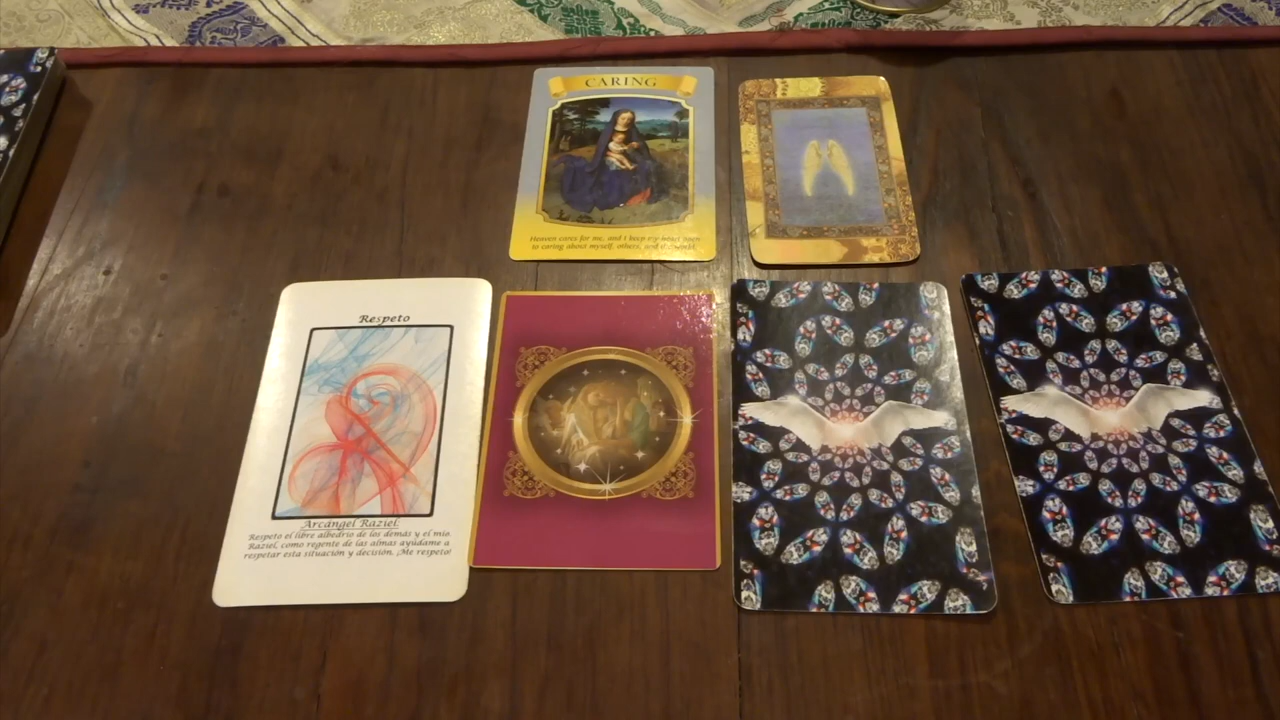 CARING
Heaven cares for me, and I keep my heart open
to caring about myself, others, and the world.
Respeto
Arcángel Raziel:
Respeto el libre albedrio de los demás y el mio.
Raziel, como regente de las almas ayúdame a
respetar esta situación y decisión. ¡Me respeto!